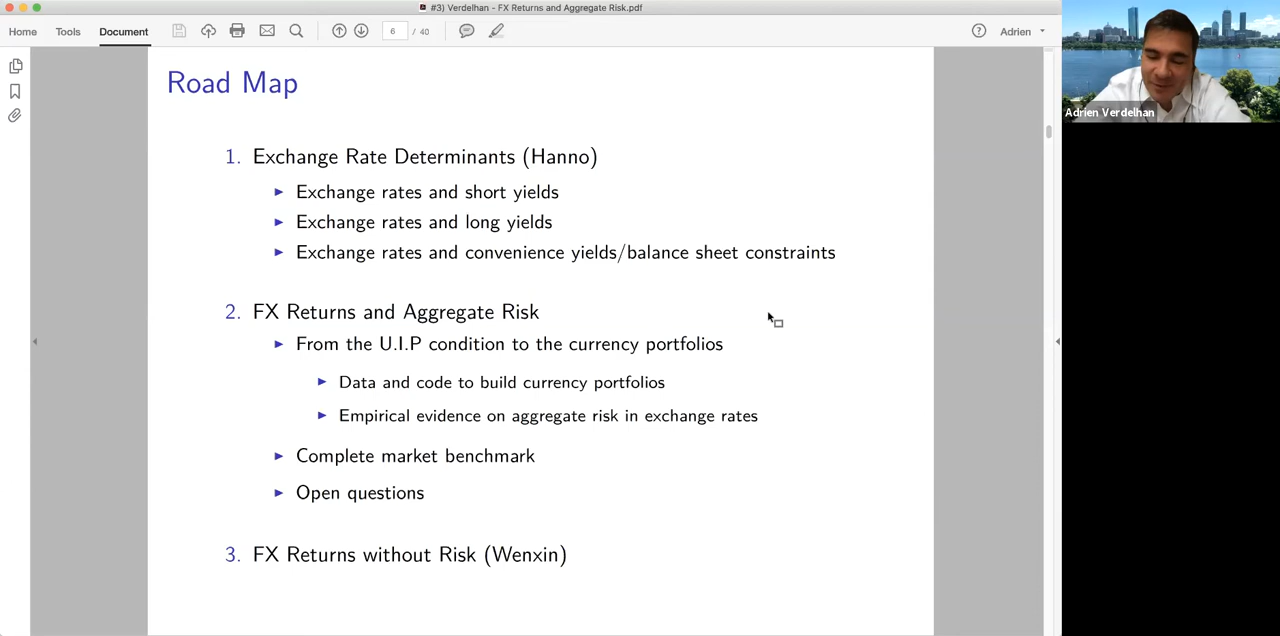 #3) Verdelhan - FX Returns and Aggregate Risk.pdf
Home Tools Document 6 / 40 Adrien
Road Map
1. Exchange Rate Determinants (Hanno)
Exchange rates and short yields
Exchange rates and long yields
Exchange rates and convenience yields/balance sheet constraints
2. FX Returns and Aggregate Risk
From the U.I.P condition to the currency portfolios
Data and code to build currency portfolios
Empirical evidence on aggregate risk in exchange rates
Complete market benchmark
Open questions
3. FX Returns without Risk (Wenxin)
Adrien Verdelhan